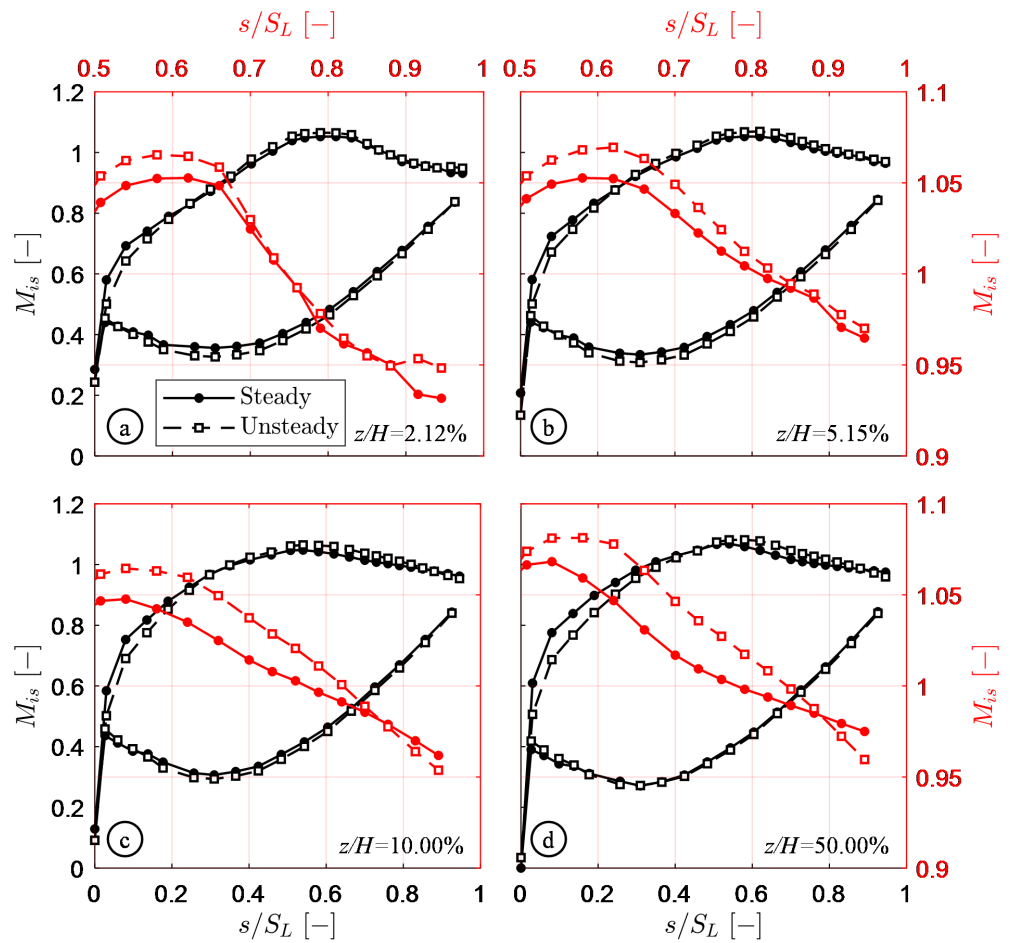 s/S_L [−] s/S_L [−]
0.5 0.6 0.7 0.8 0.9 1 0.5 0.6 0.7 0.8 0.9 1
1.2 1.1
1 1.05
0.8
0.6 1
M_is [−] M_is [−]
0.4 0.95
0.2
0 0.9
Steady
Unsteady
a z/H=2.12% b z/H=5.15%
1.2 1.1
1 1.05
0.8
0.6 1
M_is [−] M_is [−]
0.4 0.95
0.2
0 0.9
c z/H=10.00% d z/H=50.00%
0 0.2 0.4 0.6 0.8 1 0 0.2 0.4 0.6 0.8 1
s/S_L [−] s/S_L [−]